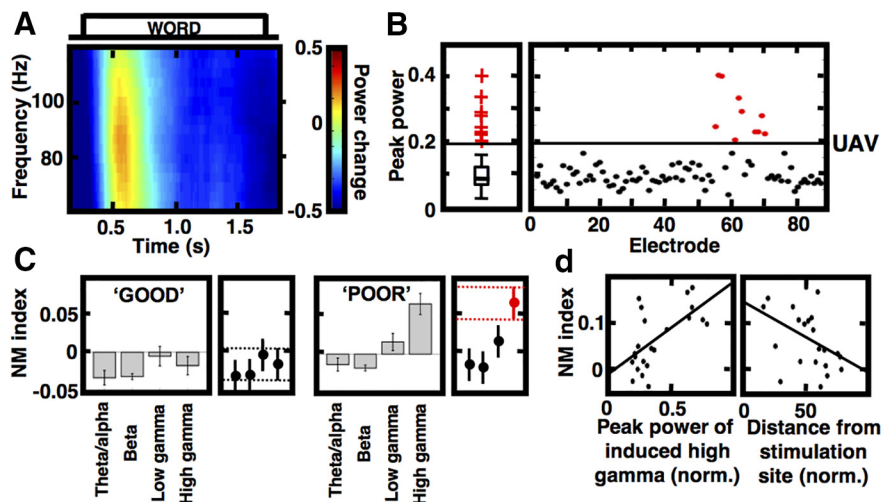 A
WORD
Frequency (Hz)
100
80
0.5
1.0
1.5
Time (s)
0.5
0
-0.5
Power change
B
Peak power
0.4
0.2
0
UAV
0
20
40
60
80
Electrode
C
NM index
0.05
0
-0.05
'GOOD'
Theta/alpha
Beta
Low gamma
High gamma
'POOR'
Theta/alpha
Beta
Low gamma
High gamma
d
NM index
0.1
0
0
0.5
Peak power of
induced high
gamma (norm.)
0
50
Distance from
stimulation
site (norm.)